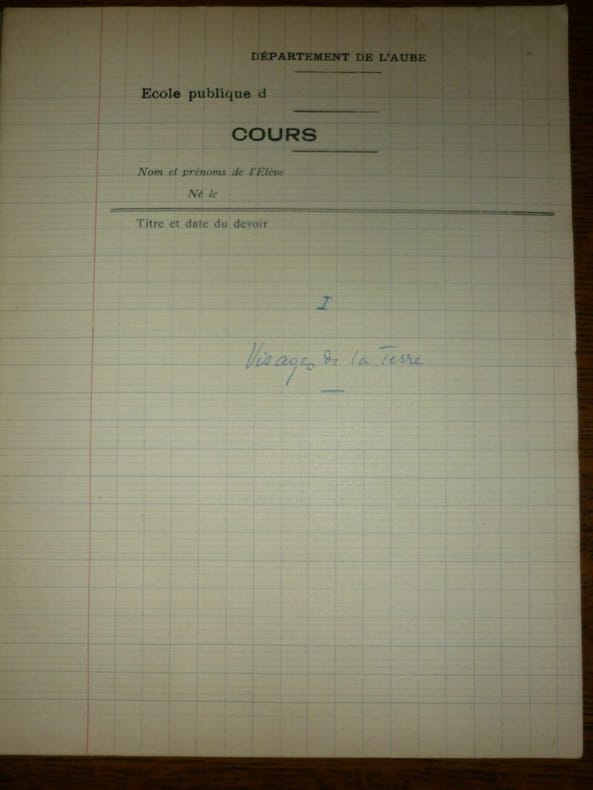 DÉPARTEMENT DE L'AUBE
Ecole publique d
COURS
Nom et prénoms de l'Élève
Né le
Titre et date du devoir
I
Visages de la Terre